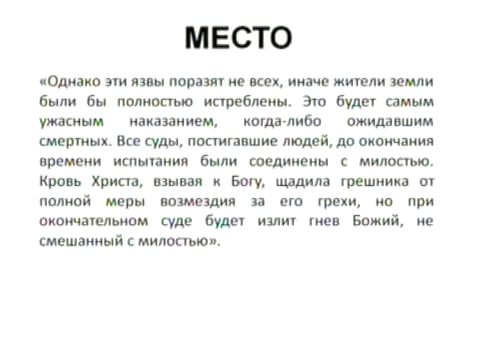 МЕСТО
«Однако эти язвы поразят не всех, иначе жители земли
были бы полностью истреблены. Это будет самым
ужасным наказанием, когда-либо ожидавшим
смертных. Все суды, постигавшие людей, до окончания
времени испытания были соединены с милостью.
Кровь Христа, взывая к Богу, щадила грешника от
полной меры возмездия за его грехи, но при
окончательном суде будет излит гнев Божий, не
смешанный с милостью».